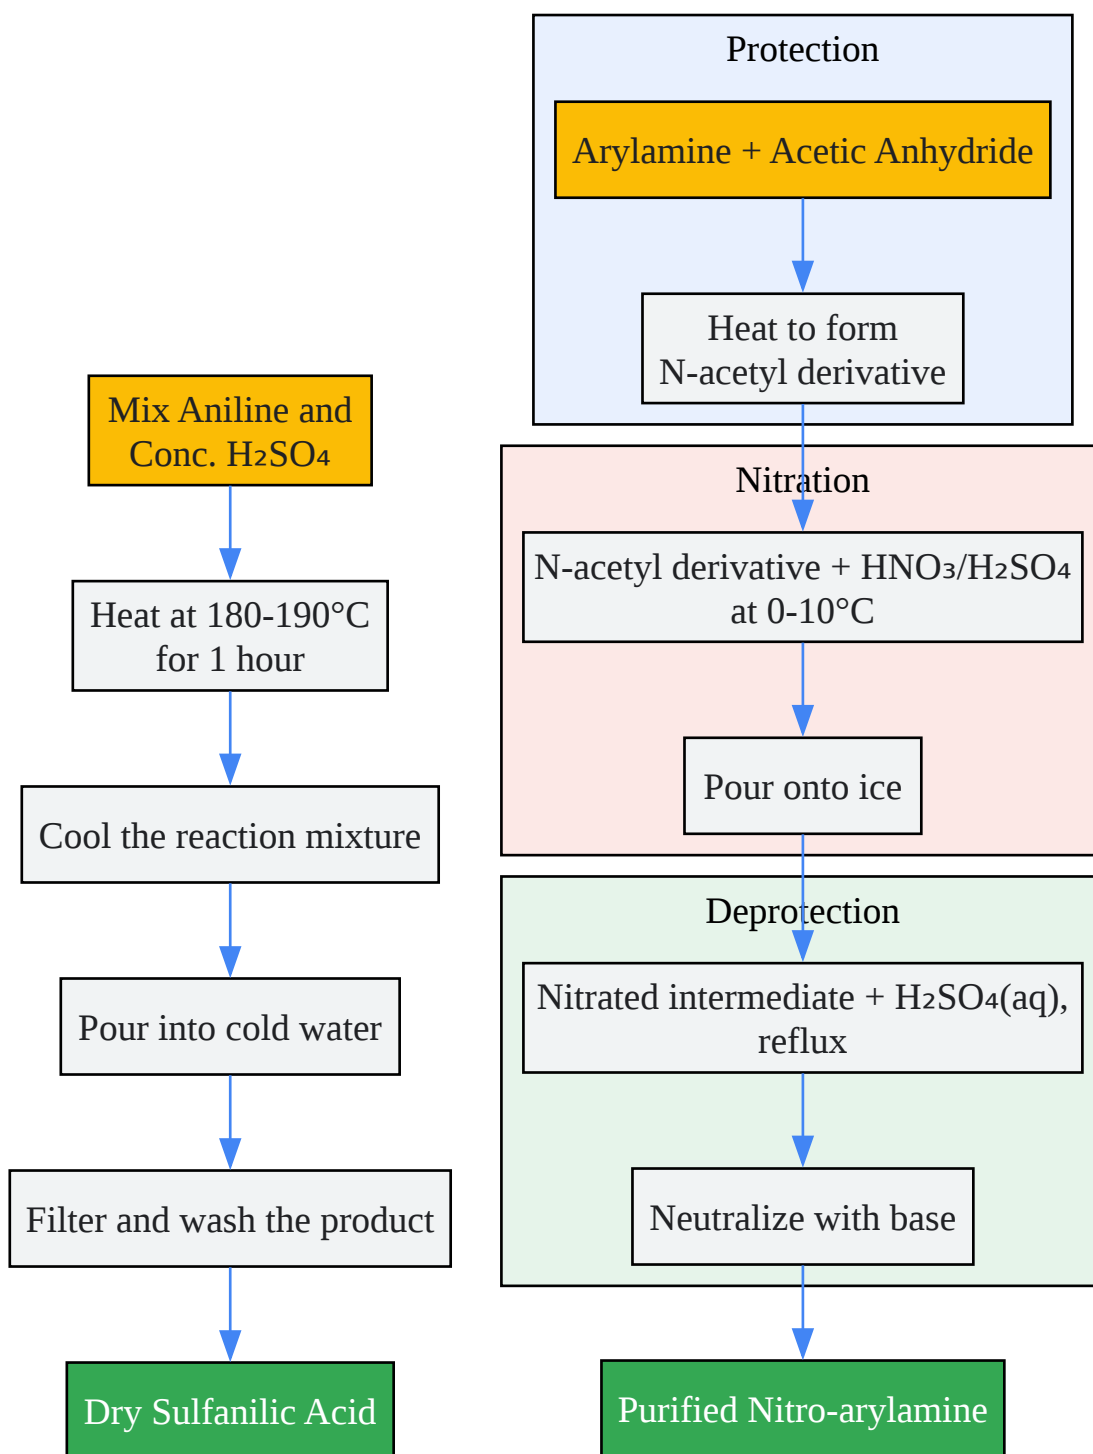 Mix Aniline and
Conc. H₂SO₄
Heat at 180-190°C
for 1 hour
Cool the reaction mixture
Pour into cold water
Filter and wash the product
Dry Sulfanilic Acid
Protection
Arylamine + Acetic Anhydride
Heat to form
N-acetyl derivative
Nitration
N-acetyl derivative + HNO₃/H₂SO₄
at 0-10°C
Pour onto ice
Deprotection
Nitrated intermediate + H₂SO₄(aq),
reflux
Neutralize with base
Purified Nitro-arylamine